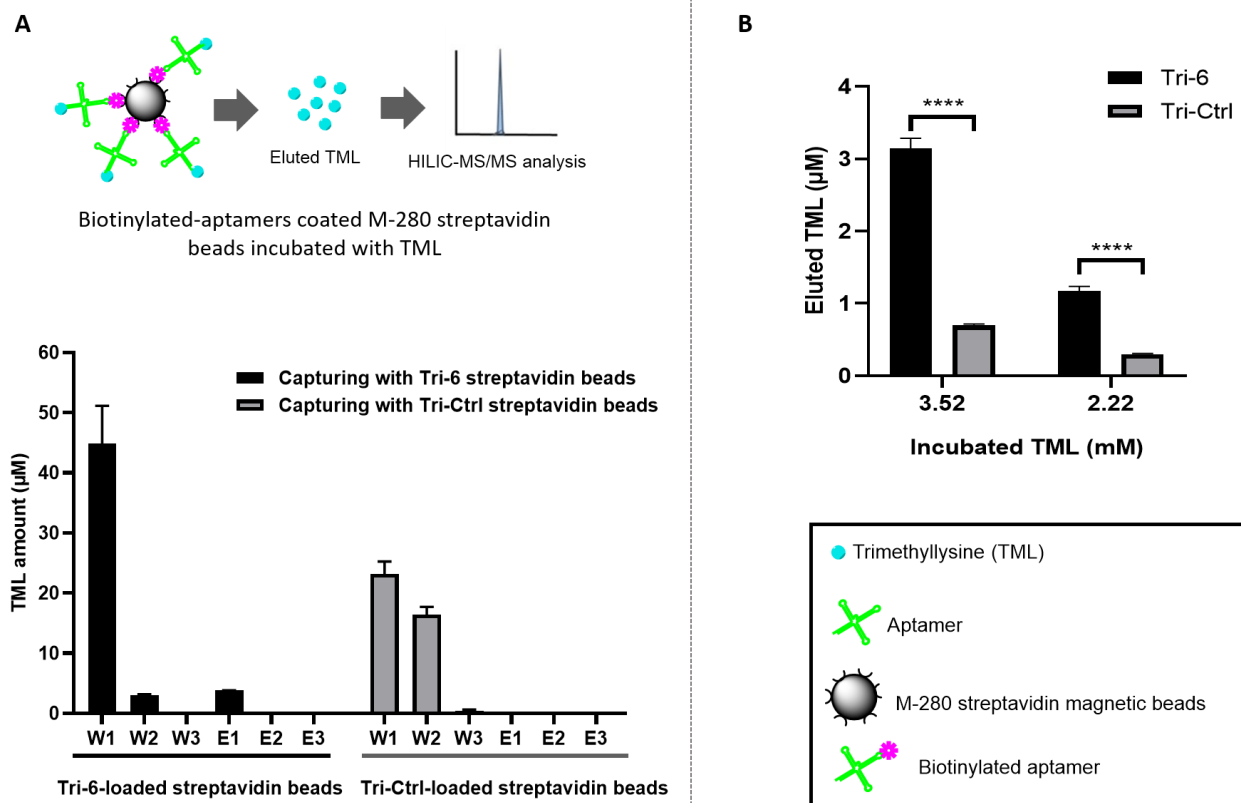 A
Eluted TML
HILIC-MS/MS analysis
Biotinylated-aptamers coated M-280 streptavidin
beads incubated with TML
60
50
40
30
20
10
0
TML amount (µM)
Capturing with Tri-6 streptavidin beads
Capturing with Tri-Ctrl streptavidin beads
W1 W2 W3 E1 E2 E3 W1 W2 W3 E1 E2 E3
Tri-6-loaded streptavidin beads
Tri-Ctrl-loaded streptavidin beads
B
Tri-6
Tri-Ctrl
4
3
2
1
0
Eluted TML (µM)
****
****
3.52 2.22
Incubated TML (mM)
Trimethyllysine (TML)
Aptamer
M-280 streptavidin magnetic beads
Biotinylated aptamer